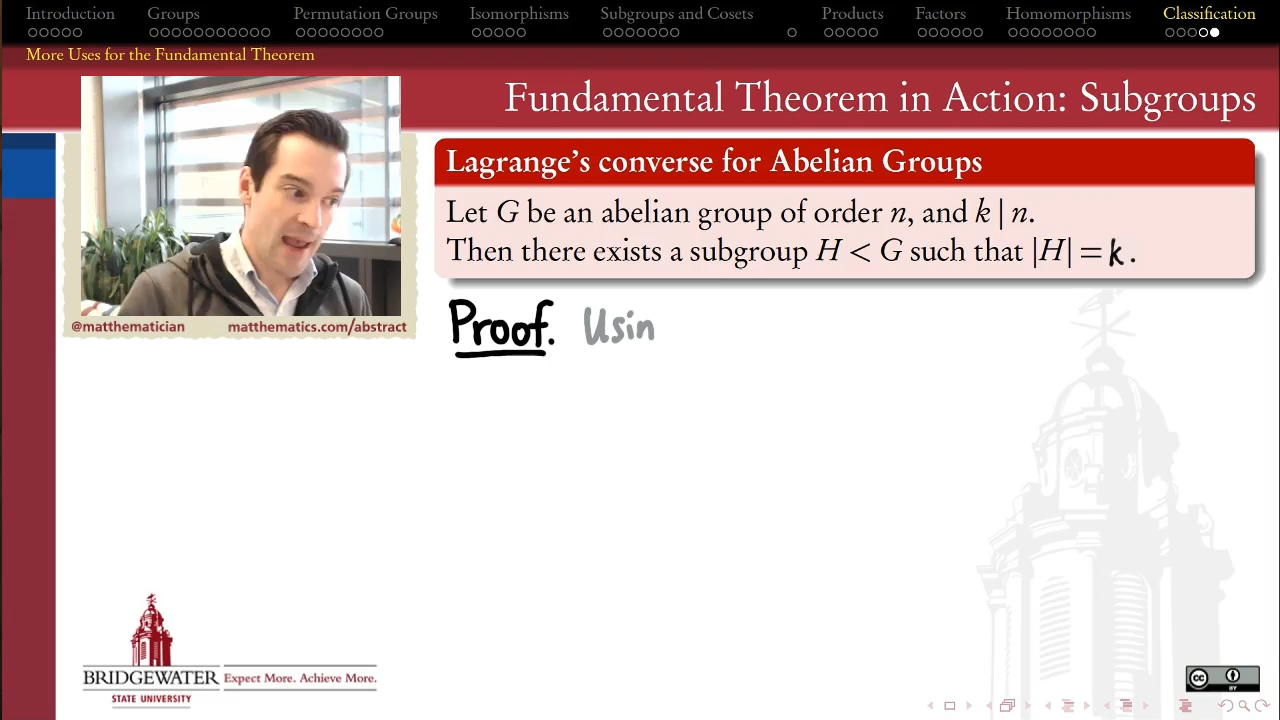 Introduction Groups Permutation Groups Isomorphisms Subgroups and Cosets Products Factors Homomorphisms Classification
More Uses for the Fundamental Theorem
Fundamental Theorem in Action: Subgroups
Lagrange's converse for Abelian Groups
Let G be an abelian group of order n, and k | n.
Then there exists a subgroup H < G such that |H| = k.
@matthematician matthematics.com/abstract
Proof. Usin
BRIDGEWATER
STATE UNIVERSITY
Expect More. Achieve More.
CC BY